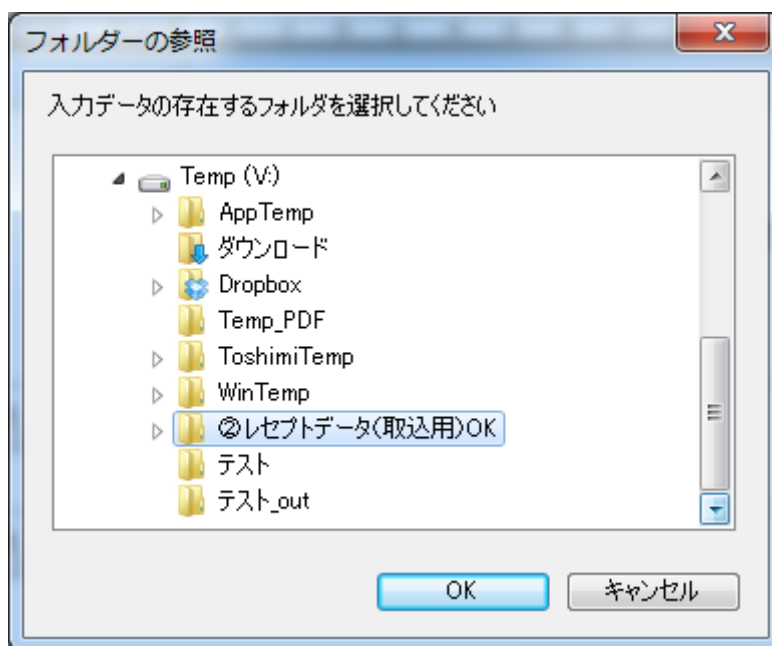 フォルダーの参照
入力データの存在するフォルダを選択してください
Temp (V:)
AppTemp
ダウンロード
Dropbox
Temp_PDF
ToshimiTemp
WinTemp
②レセプトデータ(取込用)OK
テスト
テスト_out
OK
キャンセル